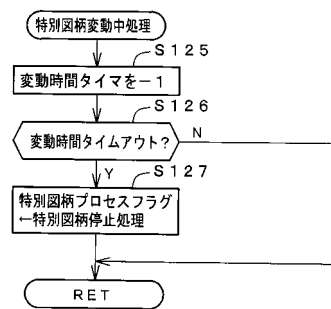 特別図柄変動中処理
S125
変動時間タイマを－1
S126
変動時間タイムアウト？
N
Y
S127
特別図柄プロセスフラグ
←特別図柄停止処理
RET